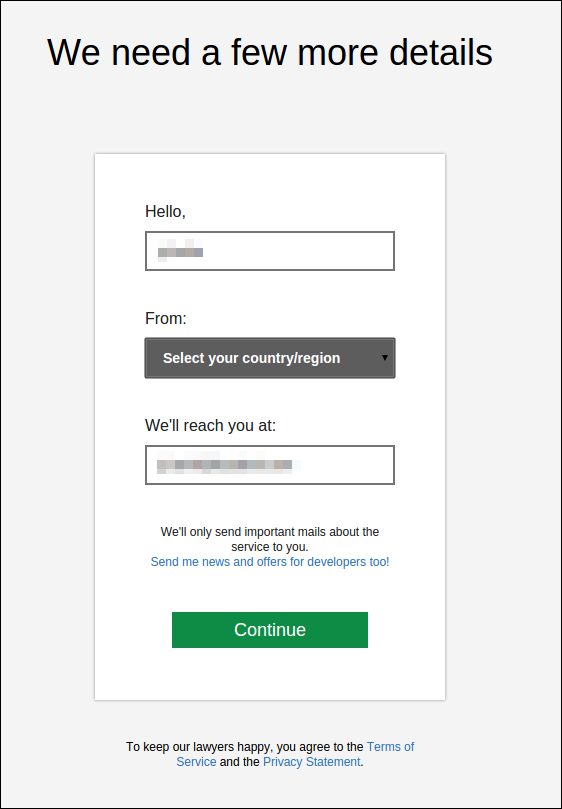 We need a few more details
Hello,
From:
Select your country/region
We'll reach you at:
We'll only send important mails about the
service to you.
Send me news and offers for developers too!
Continue
To keep our lawyers happy, you agree to the Terms of
Service and the Privacy Statement.